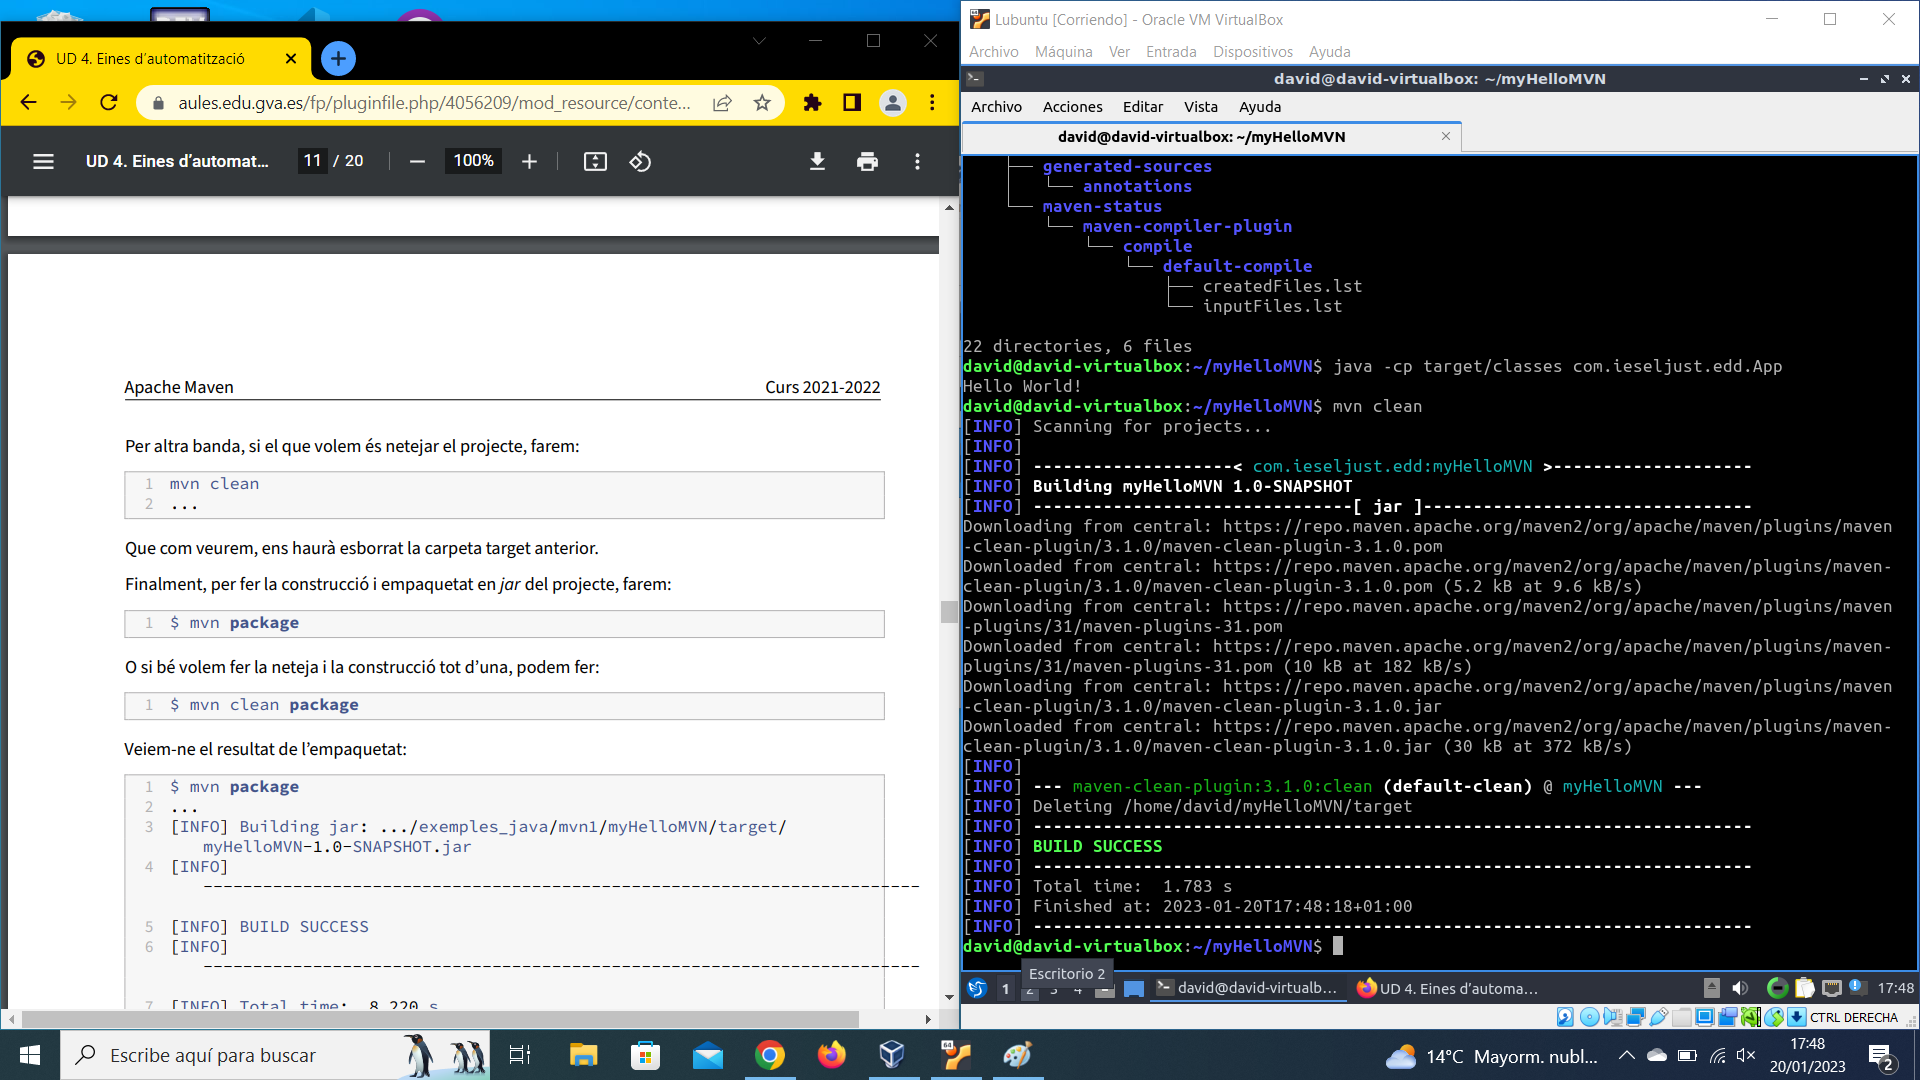 UD 4. Eines d'automatització
aules.edu.gva.es/fp/pluginfile.php/4056209/mod_resource/conte...
UD 4. Eines d'automat...
11 / 20
100%
Apache Maven
Curs 2021-2022
Per altra banda, si el que volem és netejar el projecte, farem:
1 mvn clean
2 ...
Que com veurem, ens haurà esborrat la carpeta target anterior.
Finalment, per fer la construcció i empaquetat en jar del projecte, farem:
1 $ mvn package
O si bé volem fer la neteja i la construcció tot d'una, podem fer:
1 $ mvn clean package
Veiem-ne el resultat de l'empaquetat:
1 $ mvn package
2 ...
3 [INFO] Building jar: .../exemples_java/mvn1/myHelloMVN/target/
myHelloMVN-1.0-SNAPSHOT.jar
4 [INFO]
------------------------------------------------------------------------
5 [INFO] BUILD SUCCESS
6 [INFO]
------------------------------------------------------------------------
7 [INFO] Total time: 8.220 s
Lubuntu [Corriendo] - Oracle VM VirtualBox
Archivo Máquina Ver Entrada Dispositivos Ayuda
david@david-virtualbox: ~/myHelloMVN
Archivo Acciones Editar Vista Ayuda
david@david-virtualbox: ~/myHelloMVN
├── generated-sources
│   └── annotations
└── maven-status
└── maven-compiler-plugin
└── compile
└── default-compile
├── createdFiles.lst
└── inputFiles.lst
22 directories, 6 files
david@david-virtualbox:~/myHelloMVN$ java -cp target/classes com.ieseljust.edd.App
Hello World!
david@david-virtualbox:~/myHelloMVN$ mvn clean
[INFO] Scanning for projects...
[INFO]
[INFO] --------------------< com.ieseljust.edd:myHelloMVN >--------------------
[INFO] Building myHelloMVN 1.0-SNAPSHOT
[INFO] --------------------------------[ jar ]---------------------------------
Downloading from central: https://repo.maven.apache.org/maven2/org/apache/maven/plugins/maven
-clean-plugin/3.1.0/maven-clean-plugin-3.1.0.pom
Downloaded from central: https://repo.maven.apache.org/maven2/org/apache/maven/plugins/maven-
clean-plugin/3.1.0/maven-clean-plugin-3.1.0.pom (5.2 kB at 9.6 kB/s)
Downloading from central: https://repo.maven.apache.org/maven2/org/apache/maven/plugins/maven
-plugins/31/maven-plugins-31.pom
Downloaded from central: https://repo.maven.apache.org/maven2/org/apache/maven/plugins/maven-
plugins/31/maven-plugins-31.pom (10 kB at 182 kB/s)
Downloading from central: https://repo.maven.apache.org/maven2/org/apache/maven/plugins/maven
-clean-plugin/3.1.0/maven-clean-plugin-3.1.0.jar
Downloaded from central: https://repo.maven.apache.org/maven2/org/apache/maven/plugins/maven-
clean-plugin/3.1.0/maven-clean-plugin-3.1.0.jar (30 kB at 372 kB/s)
[INFO]
[INFO] --- maven-clean-plugin:3.1.0:clean (default-clean) @ myHelloMVN ---
[INFO] Deleting /home/david/myHelloMVN/target
[INFO] ------------------------------------------------------------------------
[INFO] BUILD SUCCESS
[INFO] ------------------------------------------------------------------------
[INFO] Total time:  1.783 s
[INFO] Finished at: 2023-01-20T17:48:18+01:00
[INFO] ------------------------------------------------------------------------
david@david-virtualbox:~/myHelloMVN$
Escritorio 2
1 2 3 4
david@david-virtualb...
UD 4. Eines d'automa...
17:48
CTRL DERECHA
Escribe aquí para buscar
64
14°C Mayorm. nubl...
17:48
20/01/2023
2